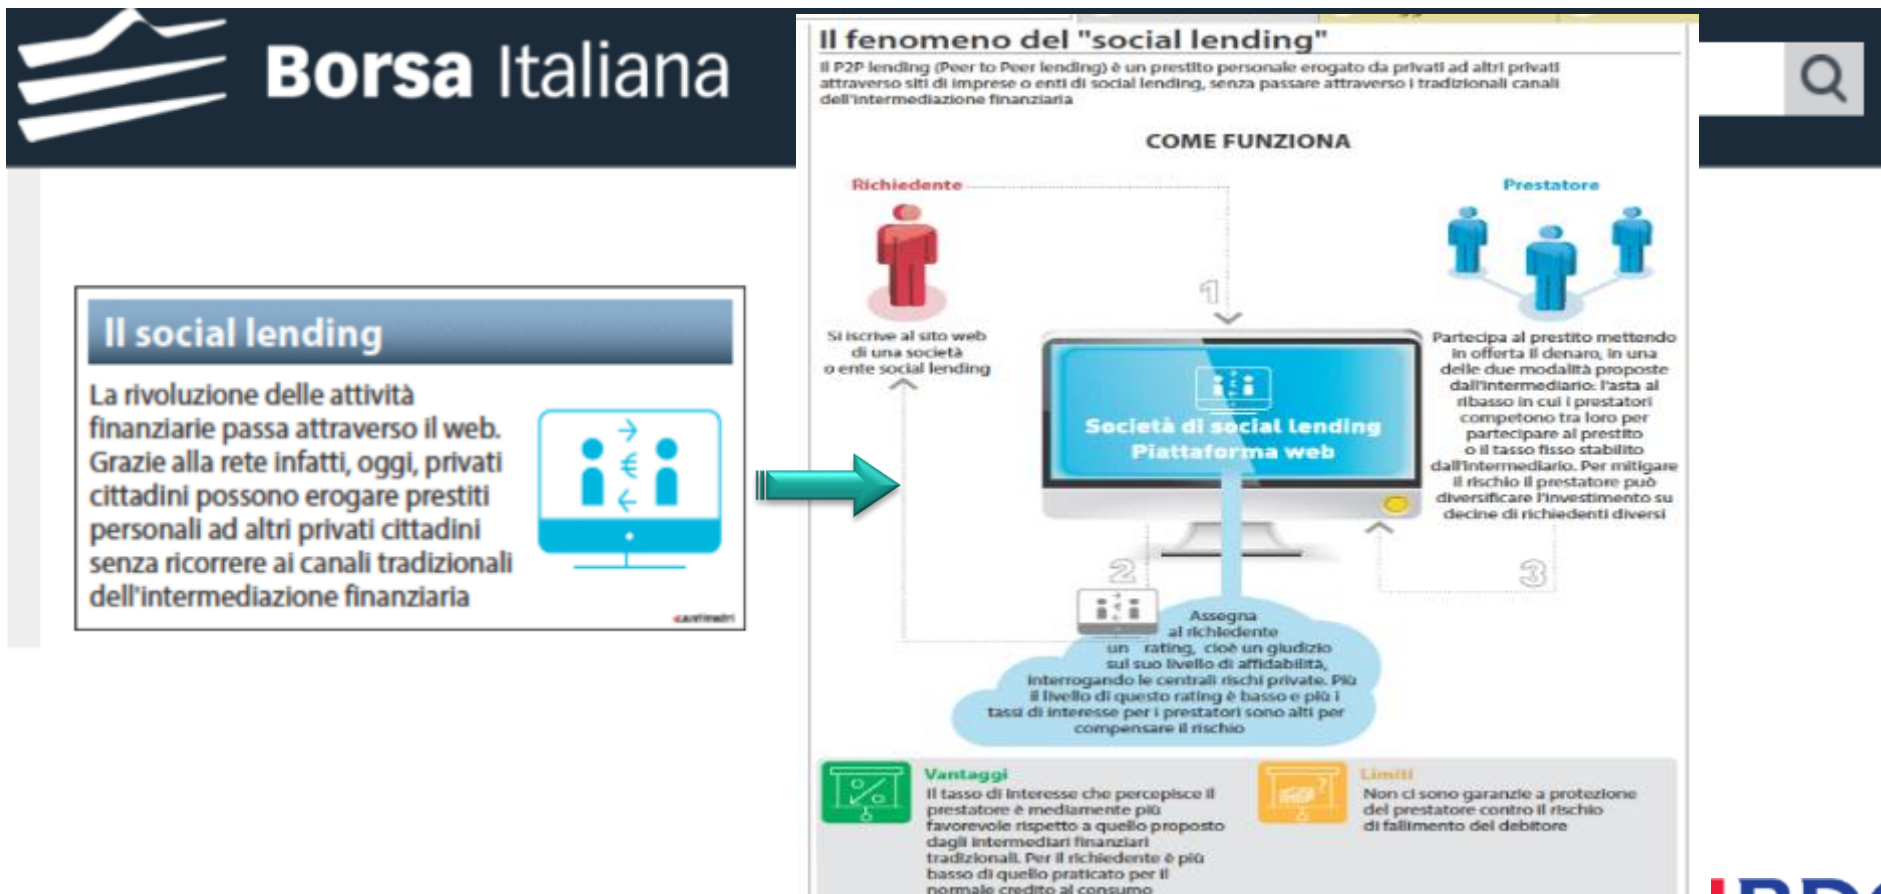 Borsa Italiana
Il social lending
La rivoluzione delle attività
finanziarie passa attraverso il web.
Grazie alla rete infatti, oggi, privati
cittadini possono erogare prestiti
personali ad altri privati cittadini
senza ricorrere ai canali tradizionali
dell'intermediazione finanziaria
Il fenomeno del "social lending"
Il P2P lending (Peer to Peer lending) è un prestito personale erogato da privati ad altri privati
attraverso siti di imprese o enti di social lending, senza passare attraverso i tradizionali canali
dell'intermediazione finanziaria
COME FUNZIONA
Richiedente
Si iscrive al sito web
di una società
o ente social lending
1
Prestatore
Partecipa al prestito mettendo
in offerta il denaro, in una
delle due modalità proposte
dall'intermediario: l'asta al
ribasso in cui i prestatori
competono tra loro per
partecipare al prestito
o il tasso fisso stabilito
dall'intermediario. Per mitigare
il rischio il prestatore può
diversificare l'investimento su
decine di richiedenti diversi
Società di social lending
Piattaforma web
2
3
Assegna
al richiedente
un rating, cioè un giudizio
sul suo livello di affidabilità,
interrogando le centrali rischi private. Più
il livello di questo rating è basso e più i
tassi di interesse per i prestatori sono alti per
compensare il rischio
Vantaggi
Il tasso di interesse che percepisce il
prestatore è mediamente più
favorevole rispetto a quello proposto
dagli intermediari finanziari
tradizionali. Per il richiedente è più
basso di quello praticato per il
normale credito al consumo
Limiti
Non ci sono garanzie a protezione
del prestatore contro il rischio
di fallimento del debitore